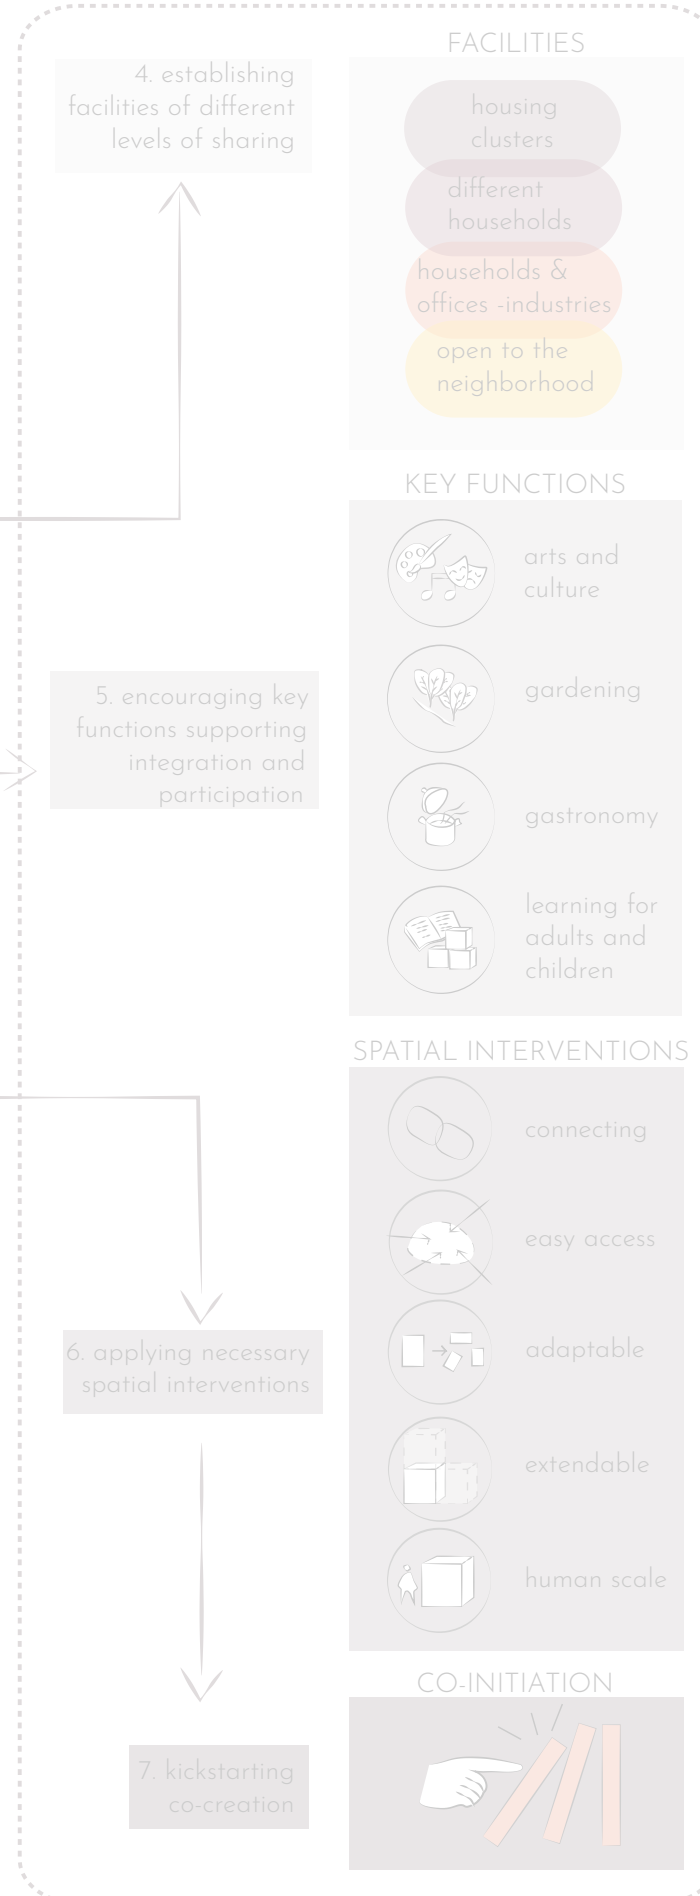 FACILITIES
4. establishing
facilities of different
levels of sharing
housing
clusters
different
households
households &
offices -industries
open to the
neighborhood
KEY FUNCTIONS
arts and
culture
gardening
5. encouraging key
functions supporting
integration and
participation
gastronomy
learning for
adults and
children
SPATIAL INTERVENTIONS
connecting
easy access
6. applying necessary
spatial interventions
adaptable
extendable
human scale
CO-INITIATION
7. kickstarting
co-creation